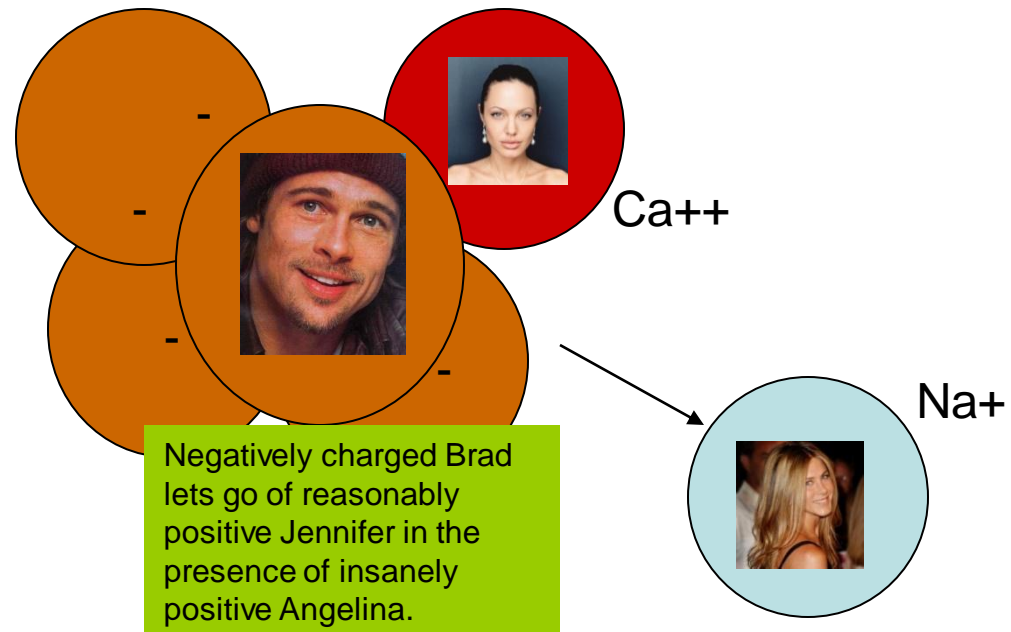 -
-
-
-
Ca++
Na+
Negatively charged Brad
lets go of reasonably
positive Jennifer in the
presence of insanely
positive Angelina.